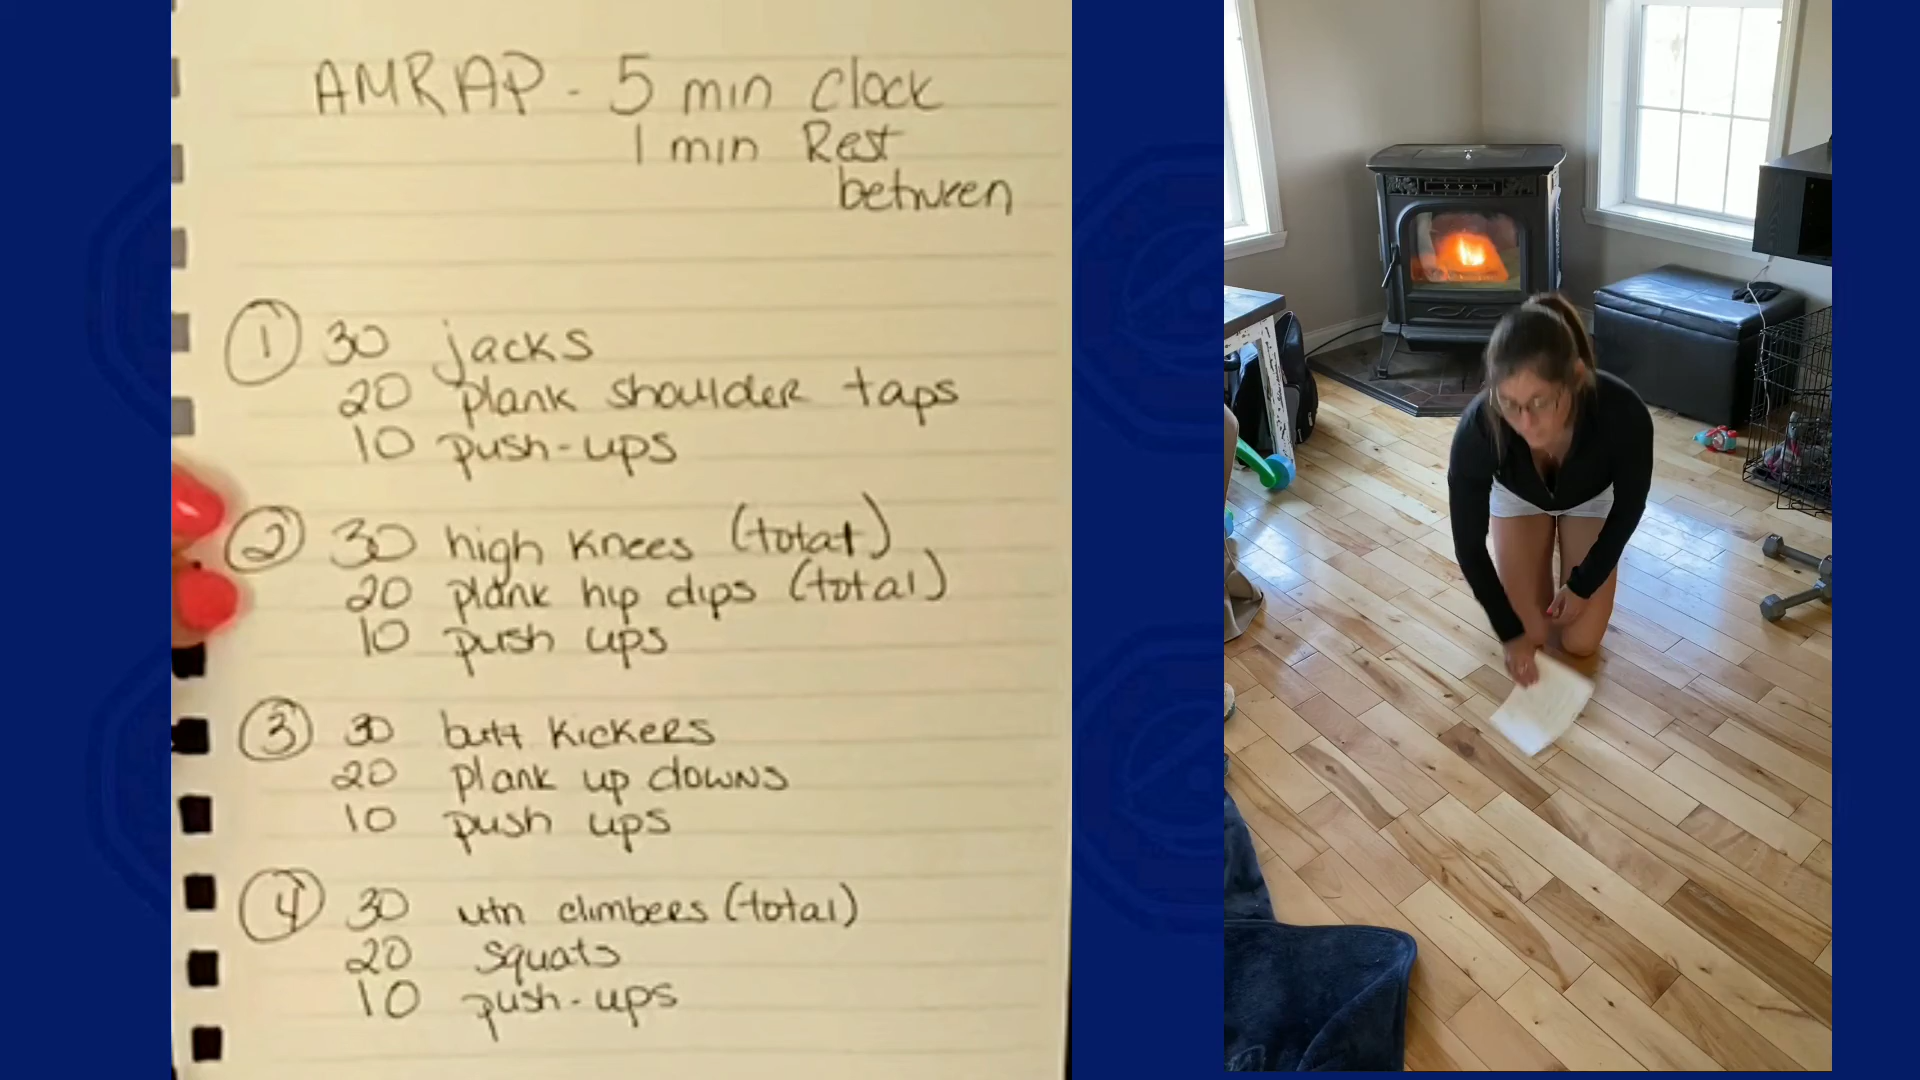 AMRAP - 5 min Clock
1 min Rest
between
1 30 jacks
20 plank shoulder taps
10 push-ups
2 30 high knees (total)
20 plank hip dips (total)
10 push ups
3 30 butt kickers
20 plank up downs
10 push ups
4 30 mtn climbers (total)
20 squats
10 push-ups